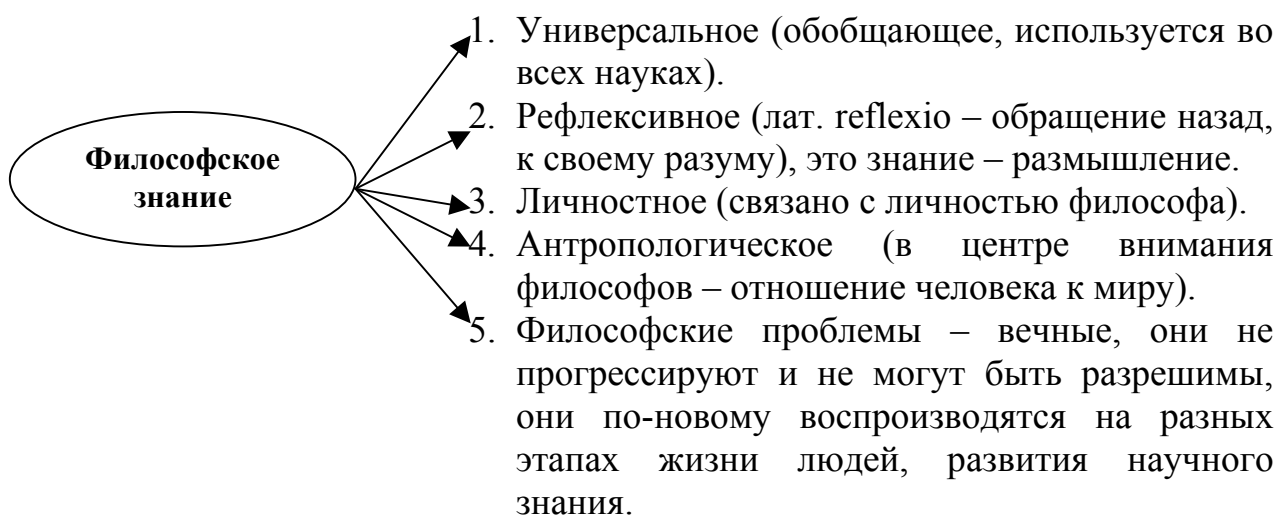 Философское
знание
1. Универсальное (обобщающее, используется во
всех науках).
2. Рефлексивное (лат. reflexio – обращение назад,
к своему разуму), это знание – размышление.
3. Личностное (связано с личностью философа).
4. Антропологическое (в центре внимания
философов – отношение человека к миру).
5. Философские проблемы – вечные, они не
прогрессируют и не могут быть разрешимы,
они по-новому воспроизводятся на разных
этапах жизни людей, развития научного
знания.